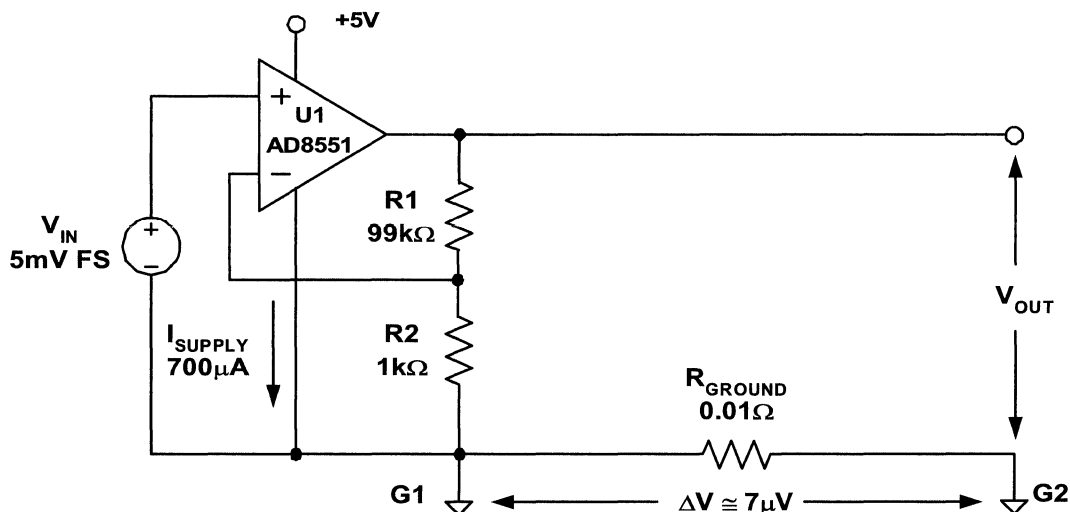 +5V
+
U1
AD8551
−
R1
99kΩ
V_IN
5mV FS
+
−
V_OUT
I_SUPPLY
700μA
R2
1kΩ
R_GROUND
0.01Ω
G1
ΔV ≅ 7μV
G2